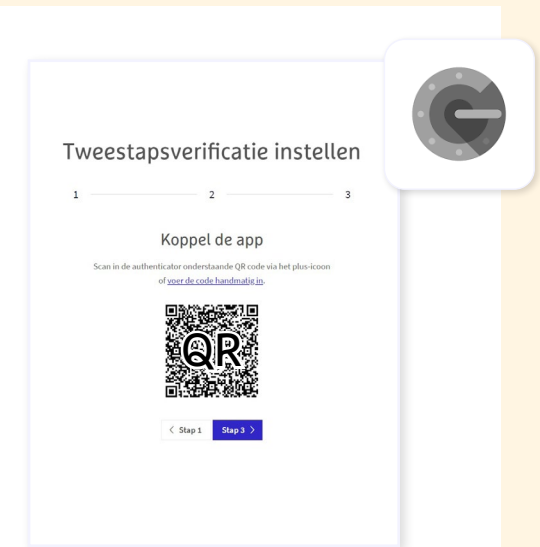 Tweestapsverificatie instellen
1 2 3
Koppel de app
Scan in de authenticator onderstaande QR code via het plus-icoon
of voer de code handmatig in.
QR
< Stap 1 Stap 3 >